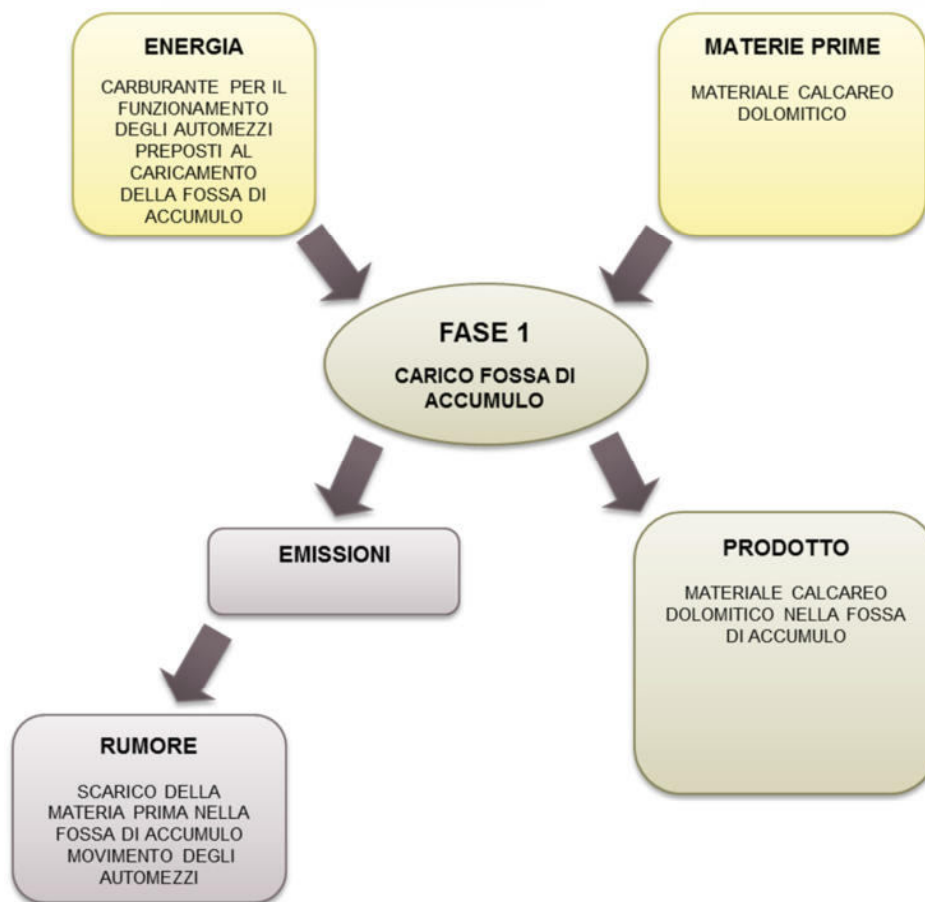 ENERGIA
CARBURANTE PER IL
FUNZIONAMENTO
DEGLI AUTOMEZZI
PREPOSTI AL
CARICAMENTO
DELLA FOSSA DI
ACCUMULO
MATERIE PRIME
MATERIALE CALCAREO
DOLOMITICO
FASE 1
CARICO FOSSA DI
ACCUMULO
EMISSIONI
PRODOTTO
MATERIALE CALCAREO
DOLOMITICO NELLA FOSSA
DI ACCUMULO
RUMORE
SCARICO DELLA
MATERIA PRIMA NELLA
FOSSA DI ACCUMULO
MOVIMENTO DEGLI
AUTOMEZZI